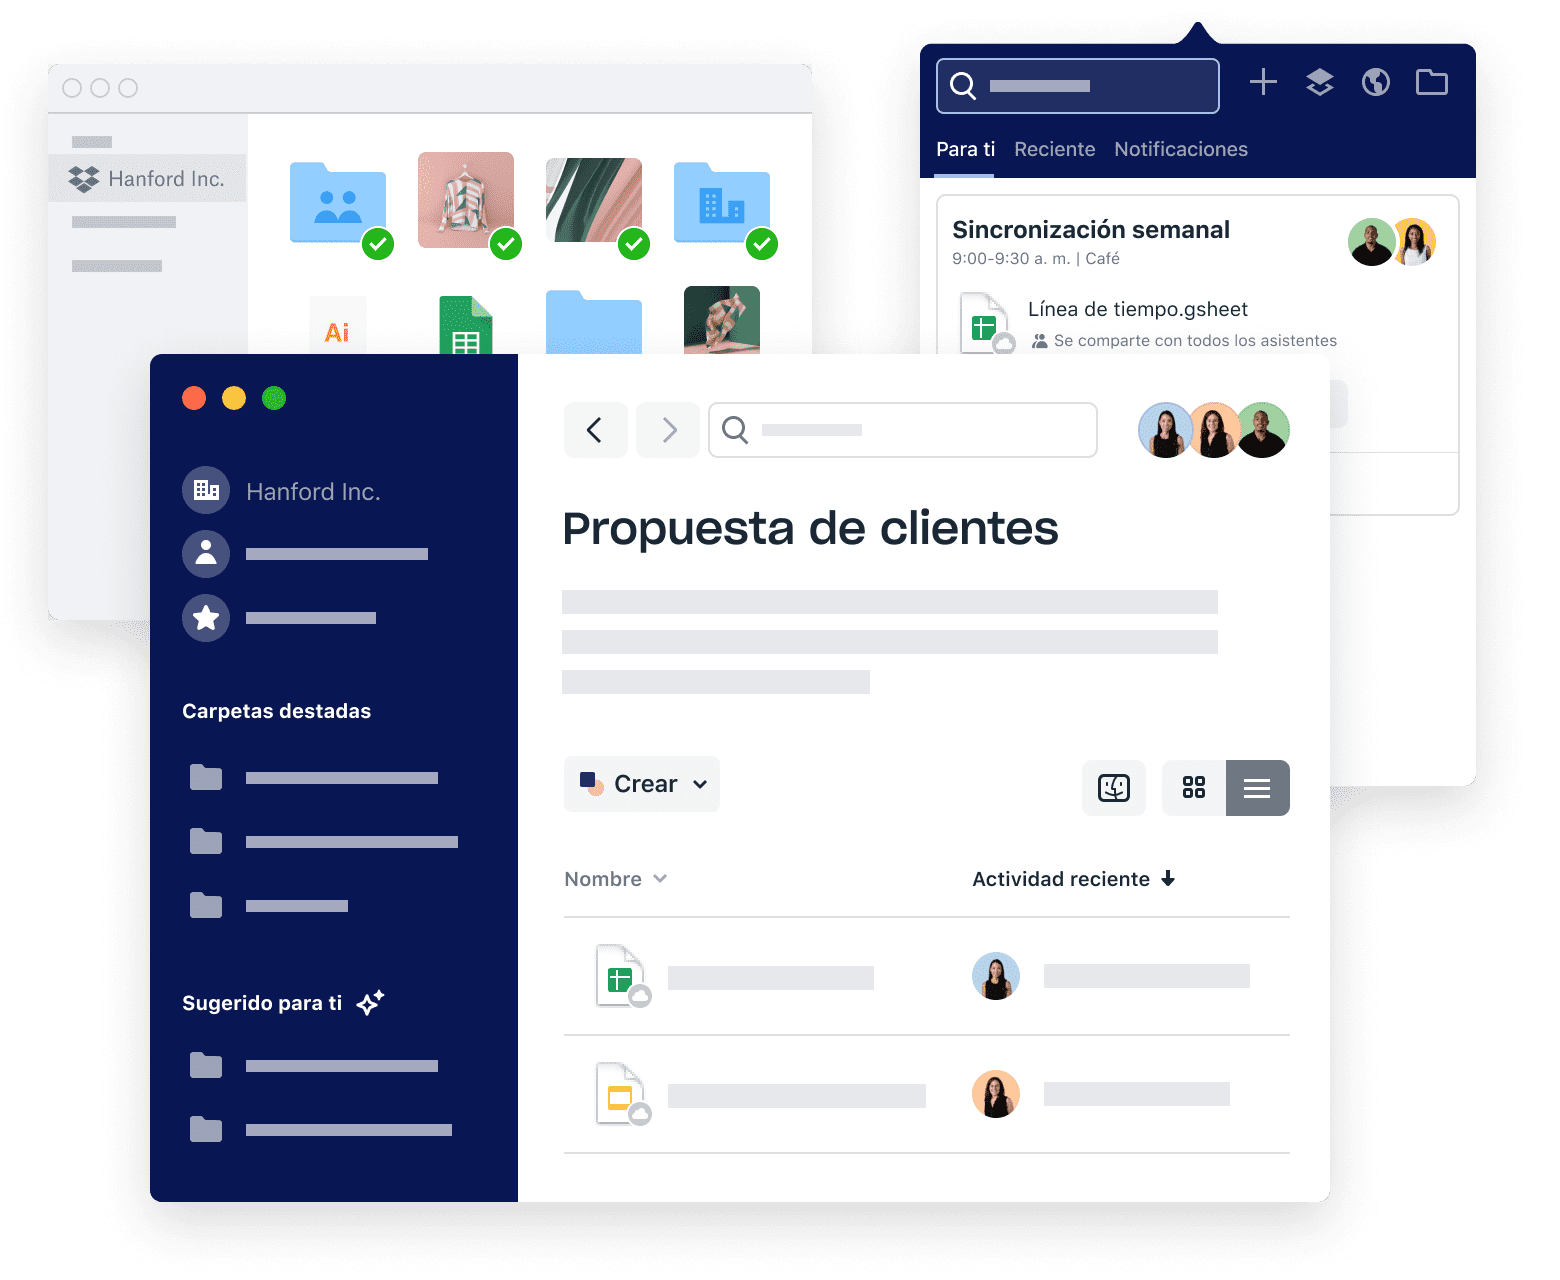 Hanford Inc.
Ai
Para ti
Reciente
Notificaciones
Sincronización semanal
9:00-9:30 a. m. | Café
Línea de tiempo.gsheet
Se comparte con todos los asistentes
Hanford Inc.
Carpetas destadas
Sugerido para ti
Propuesta de clientes
Crear
Nombre
Actividad reciente